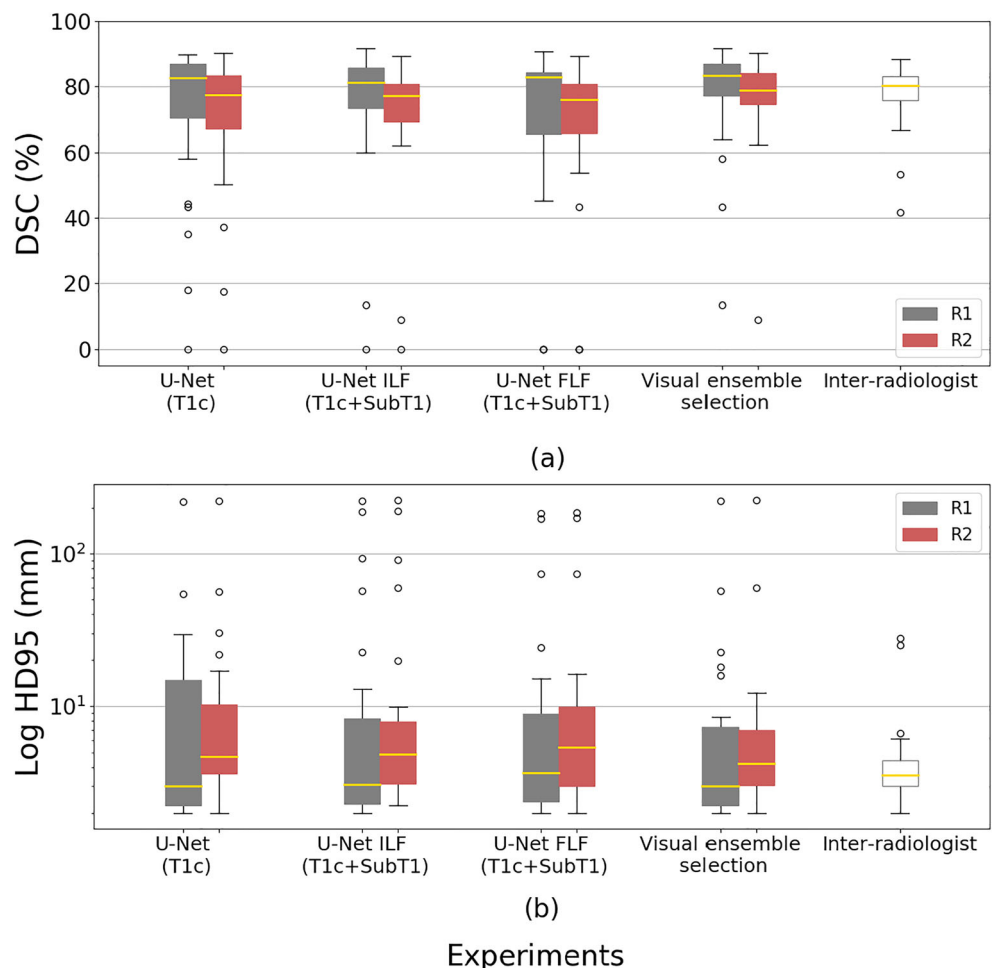 100
80
60
40
20
0
DSC (%)
R1
R2
U-Net
(T1c)
U-Net ILF
(T1c+SubT1)
U-Net FLF
(T1c+SubT1)
Visual ensemble
selection
Inter-radiologist
(a)
10²
10¹
Log HD95 (mm)
R1
R2
U-Net
(T1c)
U-Net ILF
(T1c+SubT1)
U-Net FLF
(T1c+SubT1)
Visual ensemble
selection
Inter-radiologist
(b)
Experiments